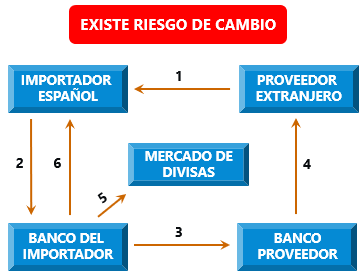 EXISTE RIESGO DE CAMBIO
IMPORTADOR
ESPAÑOL
1
PROVEEDOR
EXTRANJERO
2
6
MERCADO DE
DIVISAS
4
5
BANCO DEL
IMPORTADOR
3
BANCO
PROVEEDOR